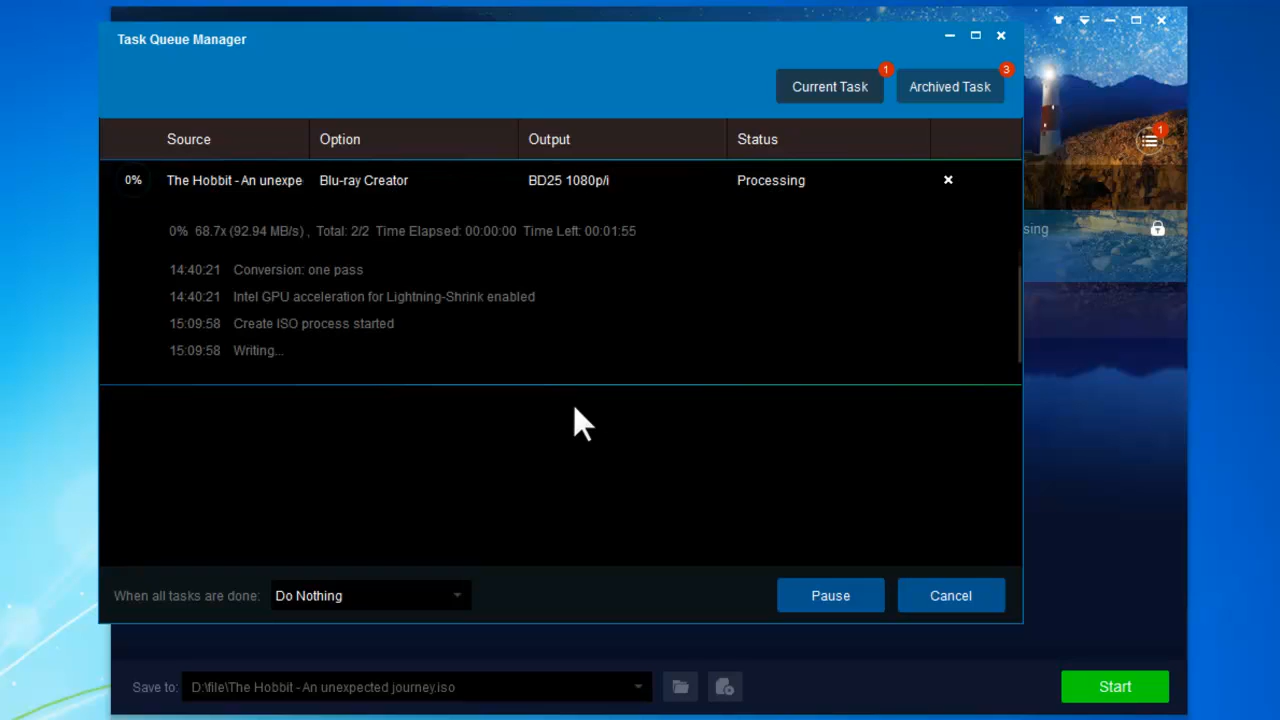 Task Queue Manager
1
3
Current Task
Archived Task
Source
Option
Output
Status
1
0%
The Hobbit - An unexpe
Blu-ray Creator
BD25 1080p/i
Processing
sing
0% 68.7x (92.94 MB/s) , Total: 2/2 Time Elapsed: 00:00:00 Time Left: 00:01:55
14:40:21 Conversion: one pass
14:40:21 Intel GPU acceleration for Lightning-Shrink enabled
15:09:58 Create ISO process started
15:09:58 Writing...
When all tasks are done:
Do Nothing
Pause
Cancel
Save to:
D:\file\The Hobbit - An unexpected journey.iso
Start